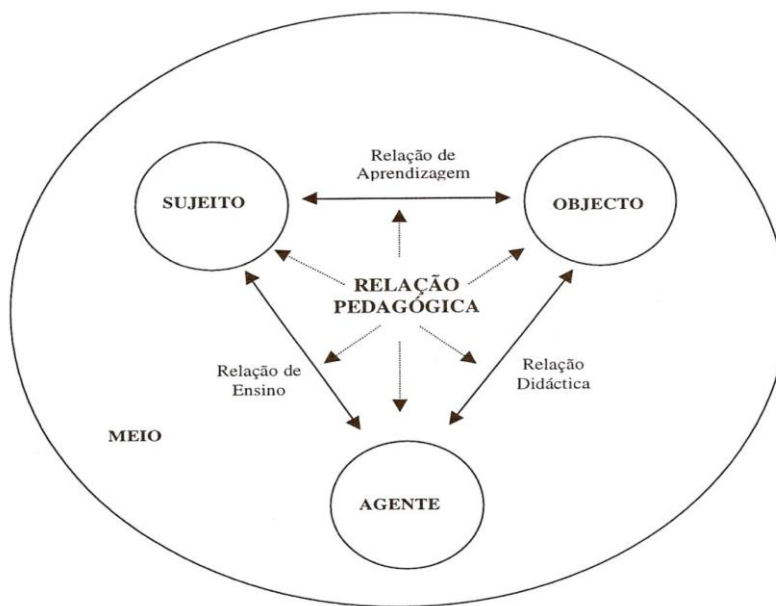 Relação de
Aprendizagem
SUJEITO
OBJECTO
RELAÇÃO
PEDAGÓGICA
Relação de
Ensino
Relação
Didáctica
MEIO
AGENTE